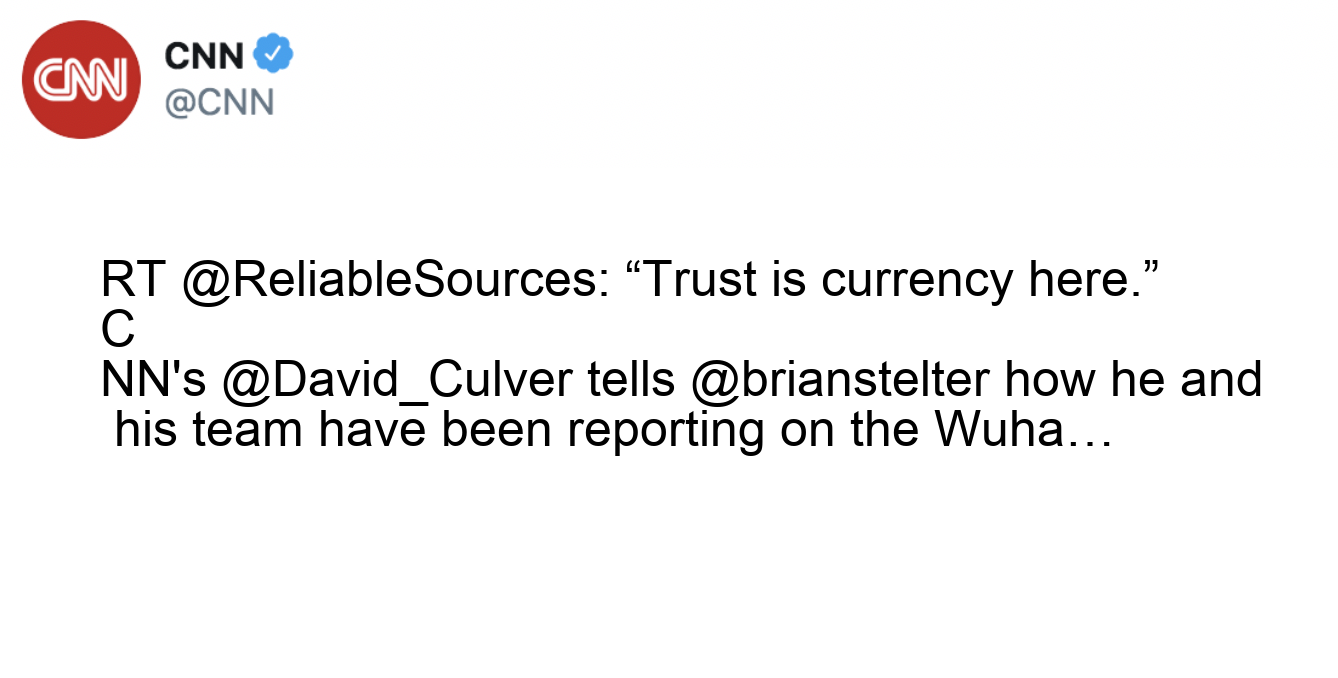 CNN
CNN
@CNN
RT @ReliableSources: “Trust is currency here.”
C
NN's @David_Culver tells @brianstelter how he and
his team have been reporting on the Wuha…